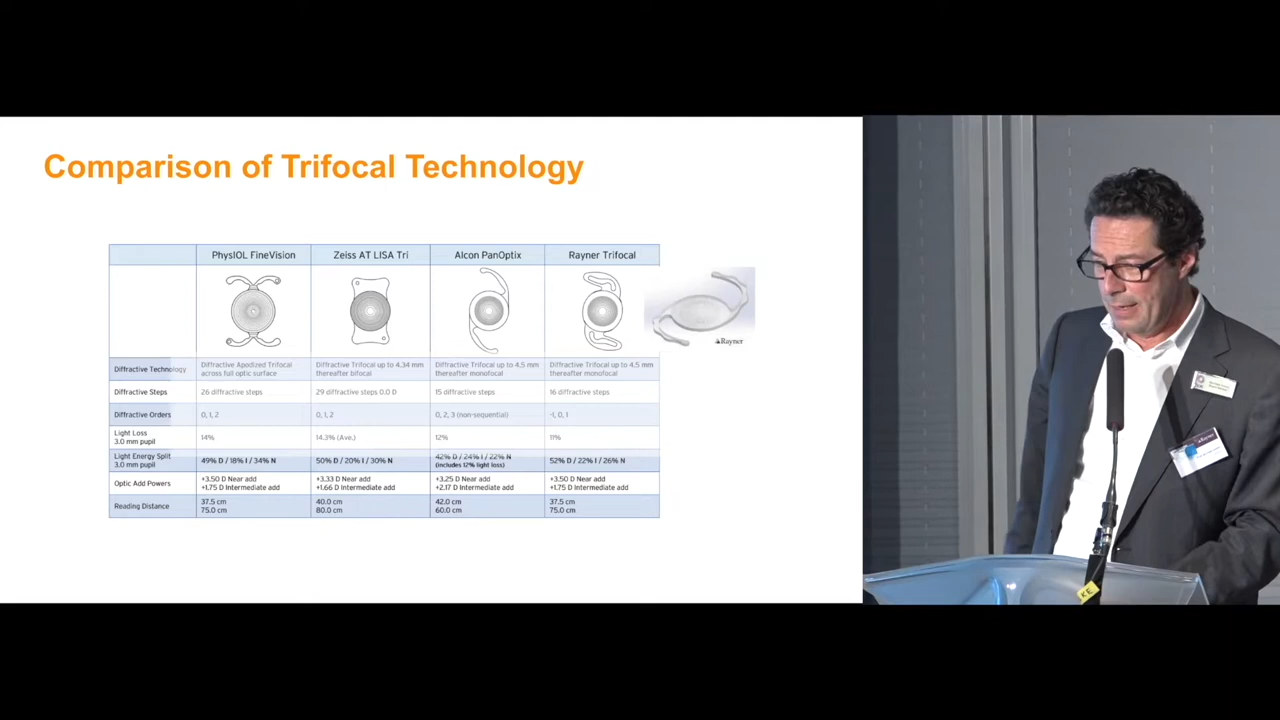 Comparison of Trifocal Technology
PhysIOL FineVision Zeiss AT LISA Tri Alcon PanOptix Rayner Trifocal
Rayner
Diffractive Technology Diffractive Apodized Trifocal across full optic surface Diffractive Trifocal up to 4.34 mm thereafter bifocal Diffractive Trifocal up to 4.5 mm thereafter monofocal Diffractive Trifocal up to 4.5 mm thereafter monofocal
Diffractive Steps 26 diffractive steps 29 diffractive steps 0.0 D 15 diffractive steps 16 diffractive steps
Diffractive Orders 0, 1, 2 0, 1, 2 0, 2, 3 (non-sequential) -1, 0, 1
Light Loss 3.0 mm pupil 14% 14.3% (Ave.) 12% 11%
Light Energy Split 3.0 mm pupil 49% D / 18% I / 34% N 50% D / 20% I / 30% N 42% D / 24% I / 22% N (includes 12% light loss) 52% D / 22% I / 26% N
Optic Add Powers +3.50 D Near add +1.75 D Intermediate add +3.33 D Near add +1.66 D Intermediate add +3.25 D Near add +2.17 D Intermediate add +3.50 D Near add +1.75 D Intermediate add
Reading Distance 37.5 cm 75.0 cm 40.0 cm 80.0 cm 42.0 cm 60.0 cm 37.5 cm 75.0 cm
Rayner
KE